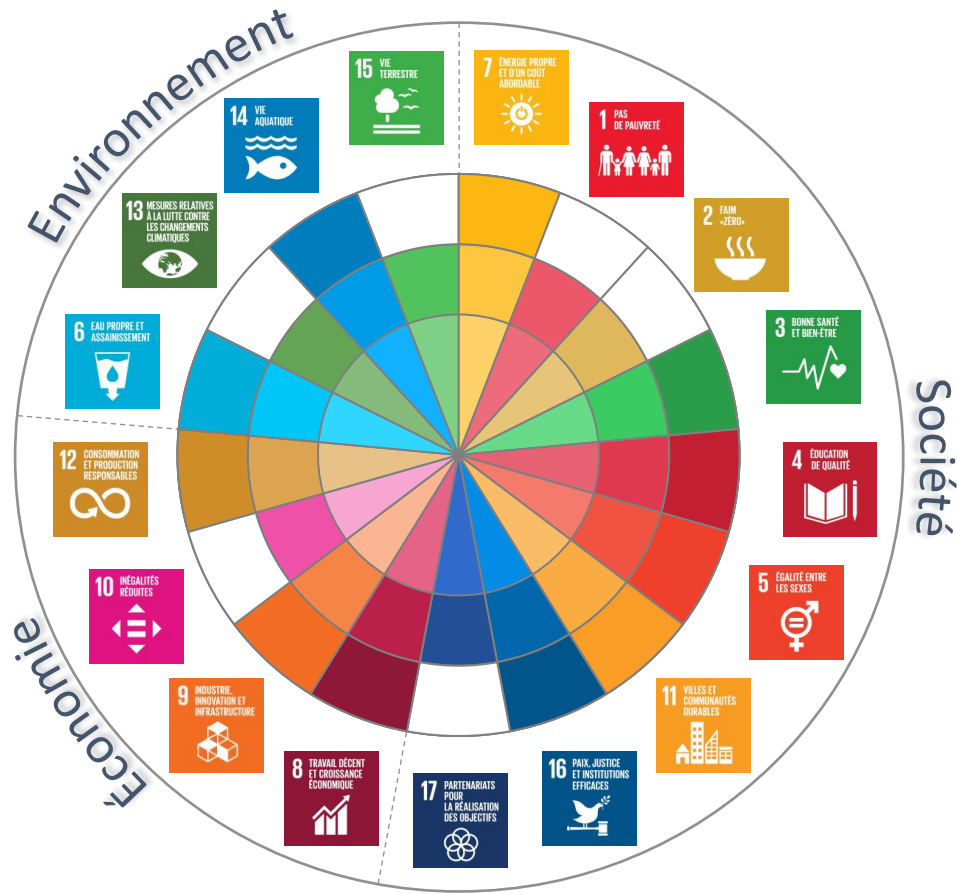 Environnement
15 VIE
TERRESTRE
7 ÉNERGIE PROPRE
ET D'UN COÛT
ABORDABLE
14 VIE
AQUATIQUE
1 PAS
DE PAUVRETÉ
13 MESURES RELATIVES
À LA LUTTE CONTRE
LES CHANGEMENTS
CLIMATIQUES
2 FAIM
«ZÉRO»
6 EAU PROPRE ET
ASSAINISSEMENT
3 BONNE SANTÉ
ET BIEN-ÊTRE
Société
12 CONSOMMATION
ET PRODUCTION
RESPONSABLES
4 ÉDUCATION
DE QUALITÉ
10 INÉGALITÉS
RÉDUITES
5 ÉGALITÉ ENTRE
LES SEXES
Économie
9 INDUSTRIE,
INNOVATION ET
INFRASTRUCTURE
11 VILLES ET
COMMUNAUTÉS
DURABLES
8 TRAVAIL DÉCENT
ET CROISSANCE
ÉCONOMIQUE
17 PARTENARIATS
POUR
LA RÉALISATION
DES OBJECTIFS
16 PAIX, JUSTICE
ET INSTITUTIONS
EFFICACES